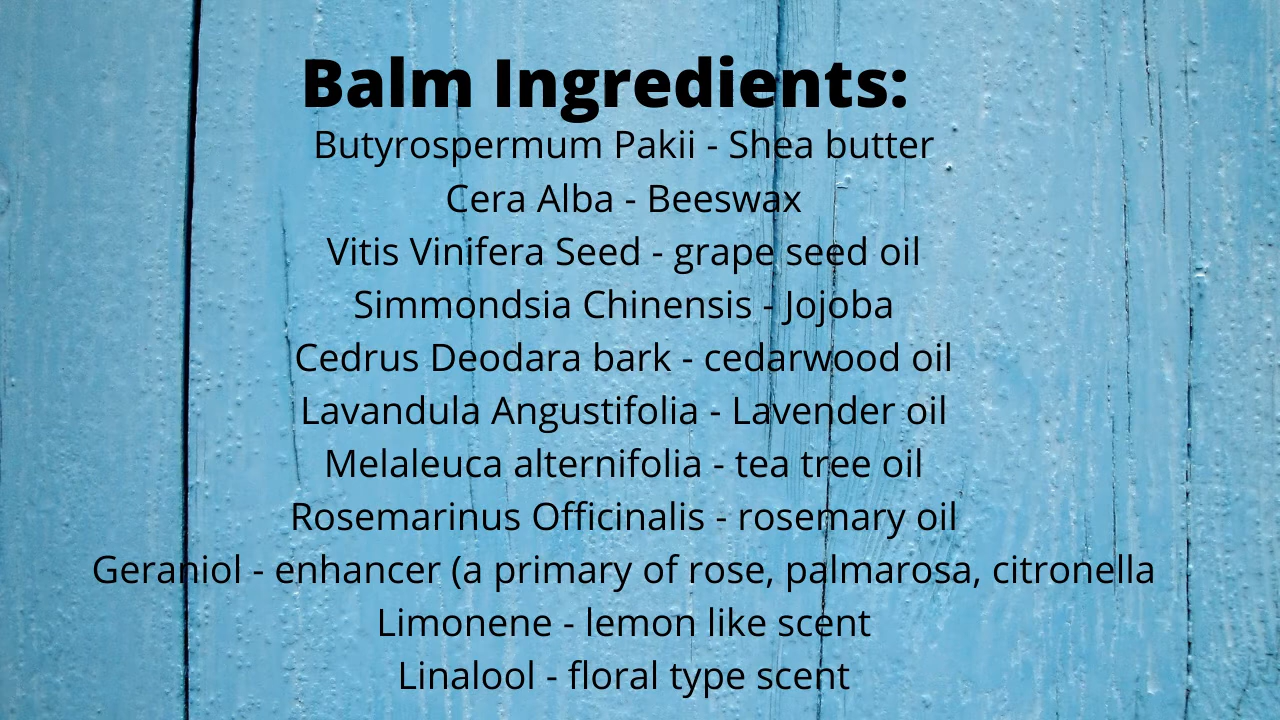 Balm Ingredients:
Butyrospermum Pakii - Shea butter
Cera Alba - Beeswax
Vitis Vinifera Seed - grape seed oil
Simmondsia Chinensis - Jojoba
Cedrus Deodara bark - cedarwood oil
Lavandula Angustifolia - Lavender oil
Melaleuca alternifolia - tea tree oil
Rosemarinus Officinalis - rosemary oil
Geraniol - enhancer (a primary of rose, palmarosa, citronella
Limonene - lemon like scent
Linalool - floral type scent